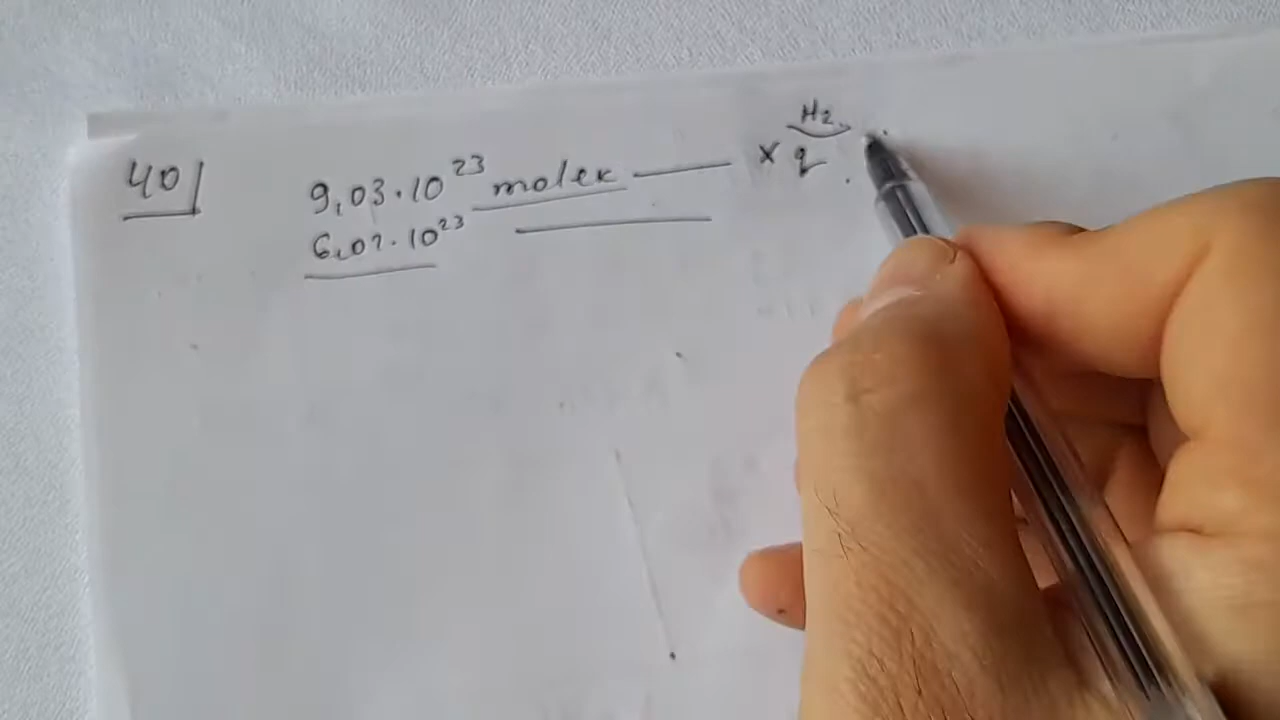 40
9,03·10²³ molek —— x q H2
6,02·10²³ ——